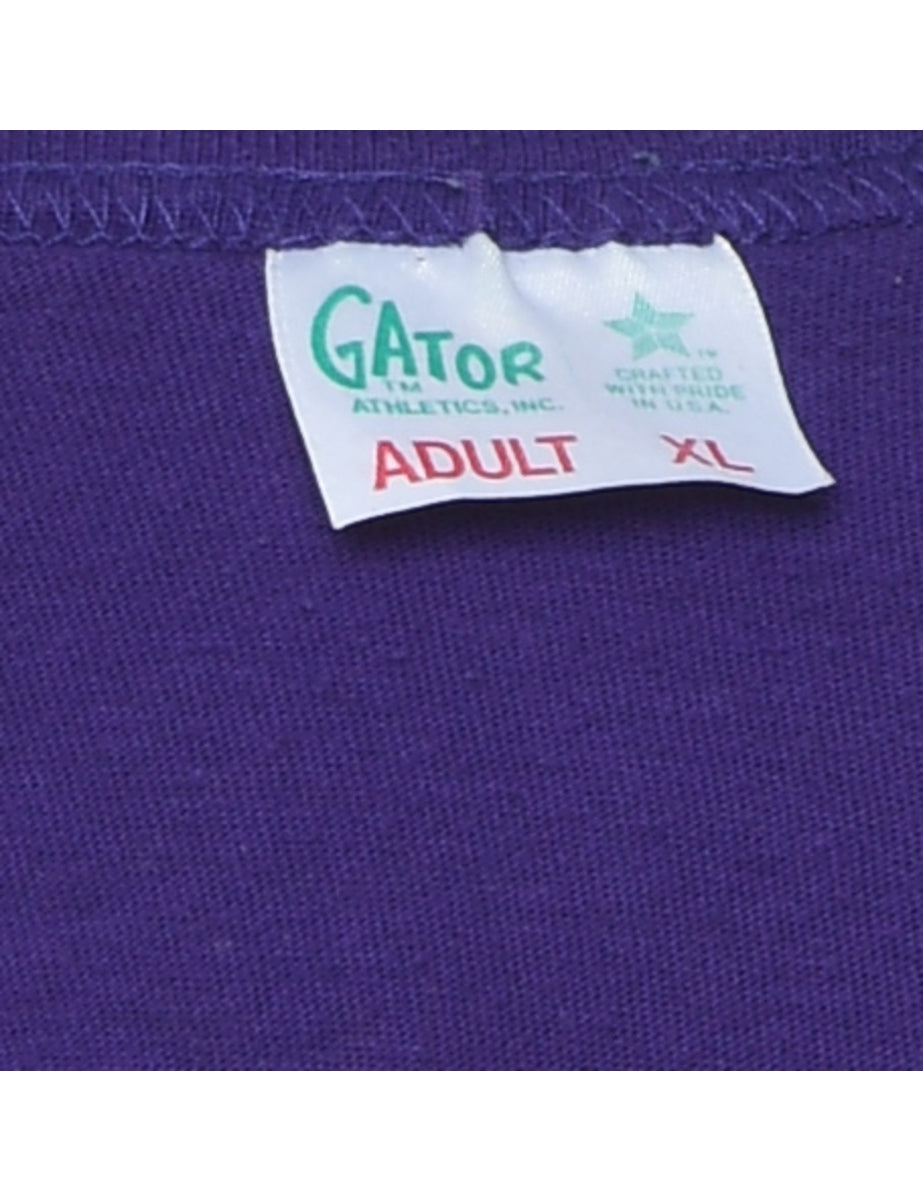 GATOR
TM
ATHLETICS, INC.
CRAFTED
WITH PRIDE
IN U.S.A.
ADULT XL